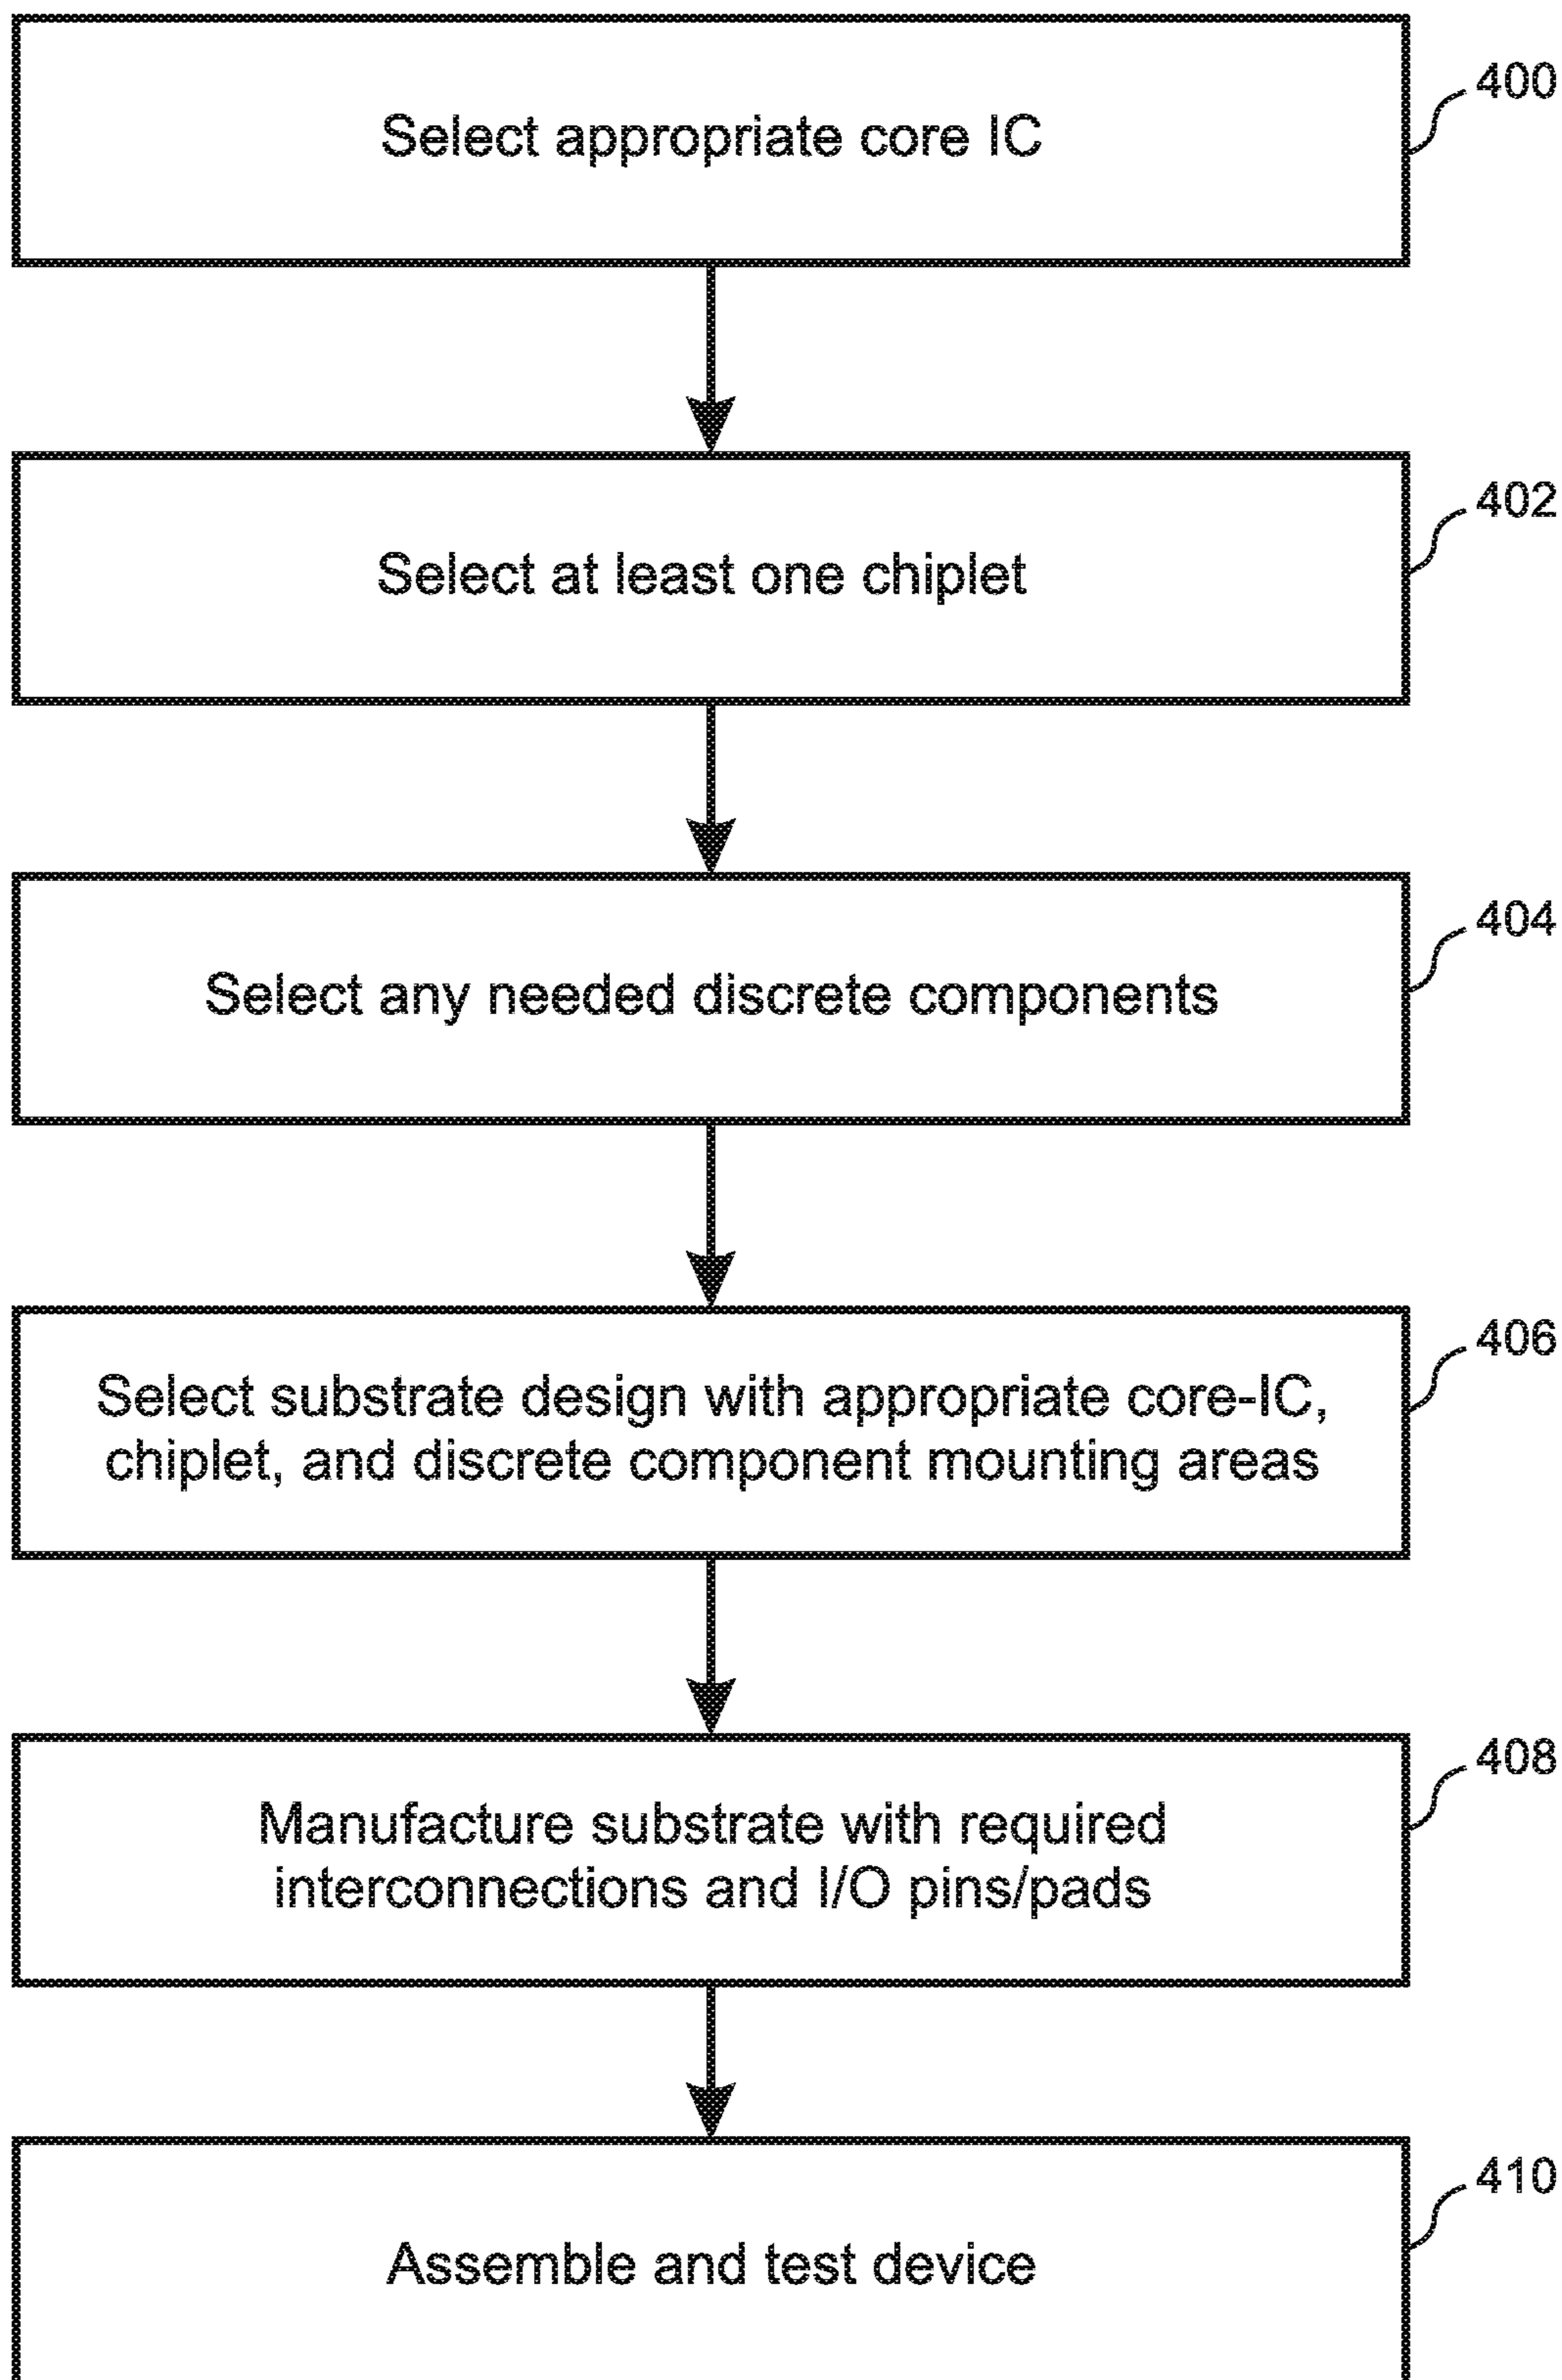 Select appropriate core IC
400
Select at least one chiplet
402
Select any needed discrete components
404
Select substrate design with appropriate core-IC,
chiplet, and discrete component mounting areas
406
Manufacture substrate with required
interconnections and I/O pins/pads
408
Assemble and test device
410